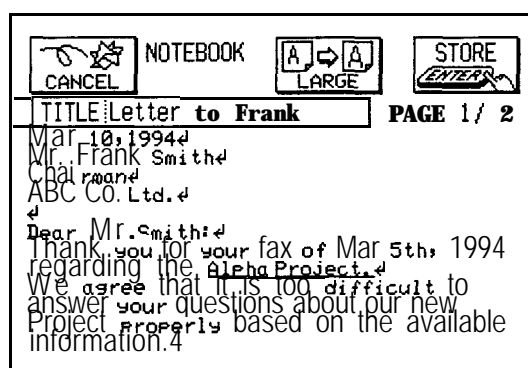 CANCEL NOTEBOOK A A LARGE STORE ENTER
TITLE Letter to Frank PAGE 1/ 2
Mar 10,1994↲
Mr. Frank Smith↲
Chairman↲
ABC Co. Ltd.↲
↲
Dear Mr.Smith:↲
Thank you for your fax of Mar 5th, 1994
regarding the Alpha Project.↲
We agree that it is too difficult to
answer your questions about our new
Project properly based on the available
information.4